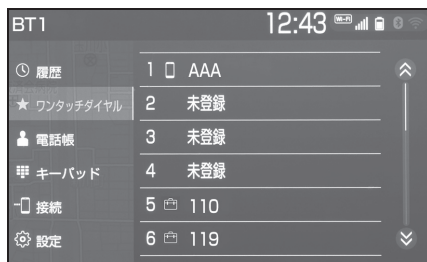 BT1
12:43 Wi-Fi
履歴
ワンタッチダイヤル
電話帳
キーパッド
接続
設定
1 AAA
2 未登録
3 未登録
4 未登録
5 110
6 119